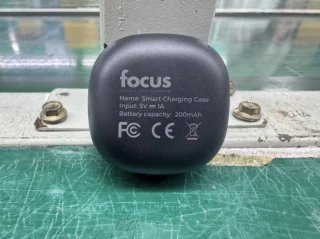 focus
Name: Smart Charging Case
Input: 5V⎓1A
Battery capacity: 200mAh
FC CE